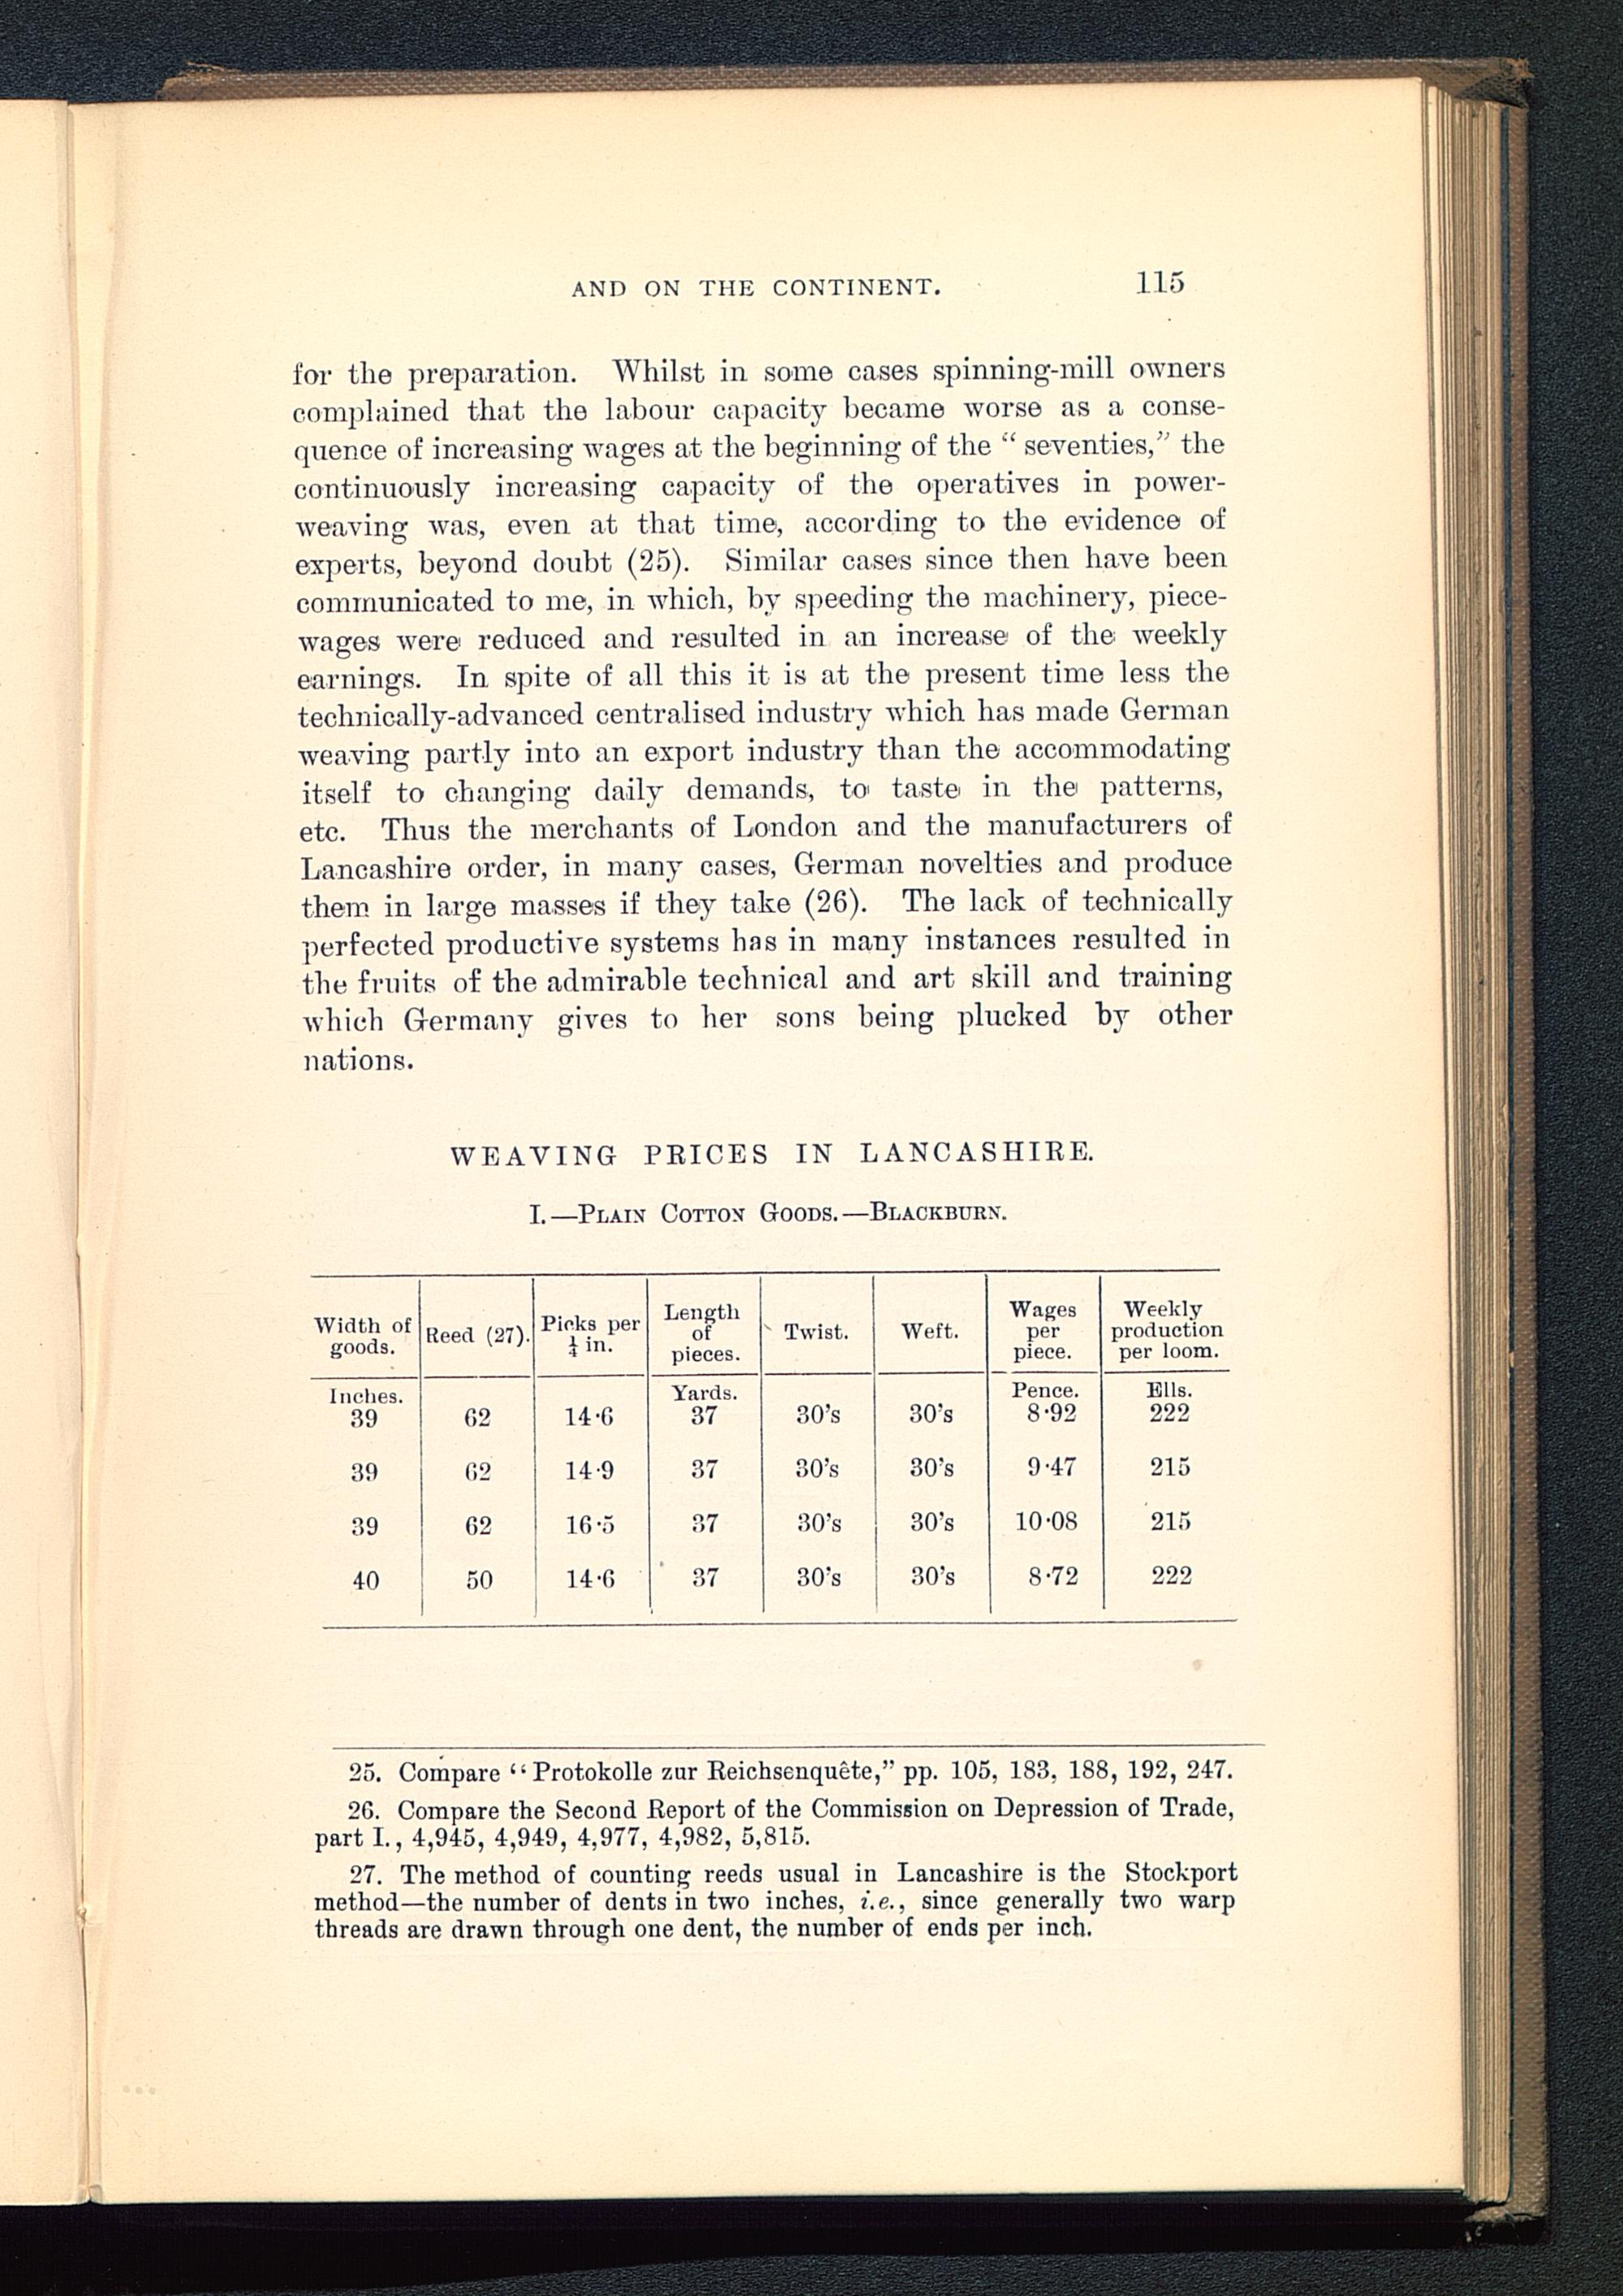 AND ON THE CONTINENT. 115
for the preparation. Whilst in some cases spinning-mill owners
complained that the labour capacity became worse as a conse-
quence of increasing wages at the beginning of the “ seventies,” the
continuously increasing capacity of the operatives in power-
weaving was, even at that time, according to the evidence of
experts, beyond doubt (25). Similar cases since then have been
communicated to me, in which, by speeding the machinery, piece-
wages were reduced and resulted in an increase of the weekly
earnings. In spite of all this it is at the present time less the
technically-advanced centralised industry which has made German
weaving partly into an export industry than the accommodating
itself to changing daily demands, to taste in the patterns,
etc. Thus the merchants of London and the manufacturers of
Lancashire order, in many cases, German novelties and produce
them in large masses if they take (26). The lack of technically
perfected productive systems has in many instances resulted in
the fruits of the admirable technical and art skill and training
which Germany gives to her sons being plucked by other
nations.
WEAVING PRICES IN LANCASHIRE.
I.—PLAIN COTTON GOODS.—BLACKBURN.
Width of goods. Reed (27). Picks per ¼ in. Length of pieces. Twist. Weft. Wages per piece. Weekly production per loom.
Inches. Yards. Pence. Ells.
39 62 14·6 37 30’s 30’s 8·92 222
39 62 14·9 37 30’s 30’s 9·47 215
39 62 16·5 37 30’s 30’s 10·08 215
40 50 14·6 37 30’s 30’s 8·72 222
25. Compare “Protokolle zur Reichsenquête,” pp. 105, 183, 188, 192, 247.
26. Compare the Second Report of the Commission on Depression of Trade,
part I., 4,945, 4,949, 4,977, 4,982, 5,815.
27. The method of counting reeds usual in Lancashire is the Stockport
method—the number of dents in two inches, i.e., since generally two warp
threads are drawn through one dent, the number of ends per inch.